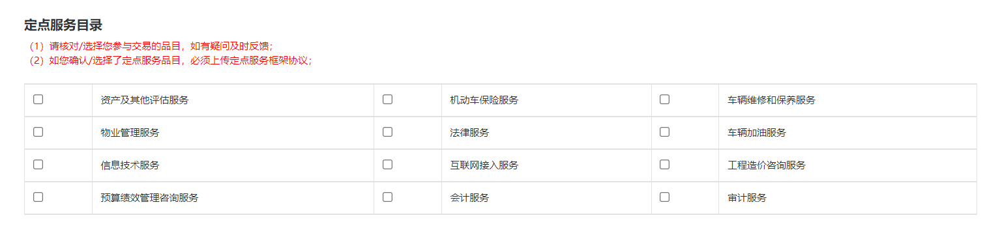 定点服务目录
（1）请核对/选择您参与交易的品目，如有疑问及时反馈；
（2）如您确认/选择了定点服务品目，必须上传定点服务框架协议；
资产及其他评估服务 机动车保险服务 车辆维修和保养服务
物业管理服务 法律服务 车辆加油服务
信息技术服务 互联网接入服务 工程造价咨询服务
预算绩效管理咨询服务 会计服务 审计服务